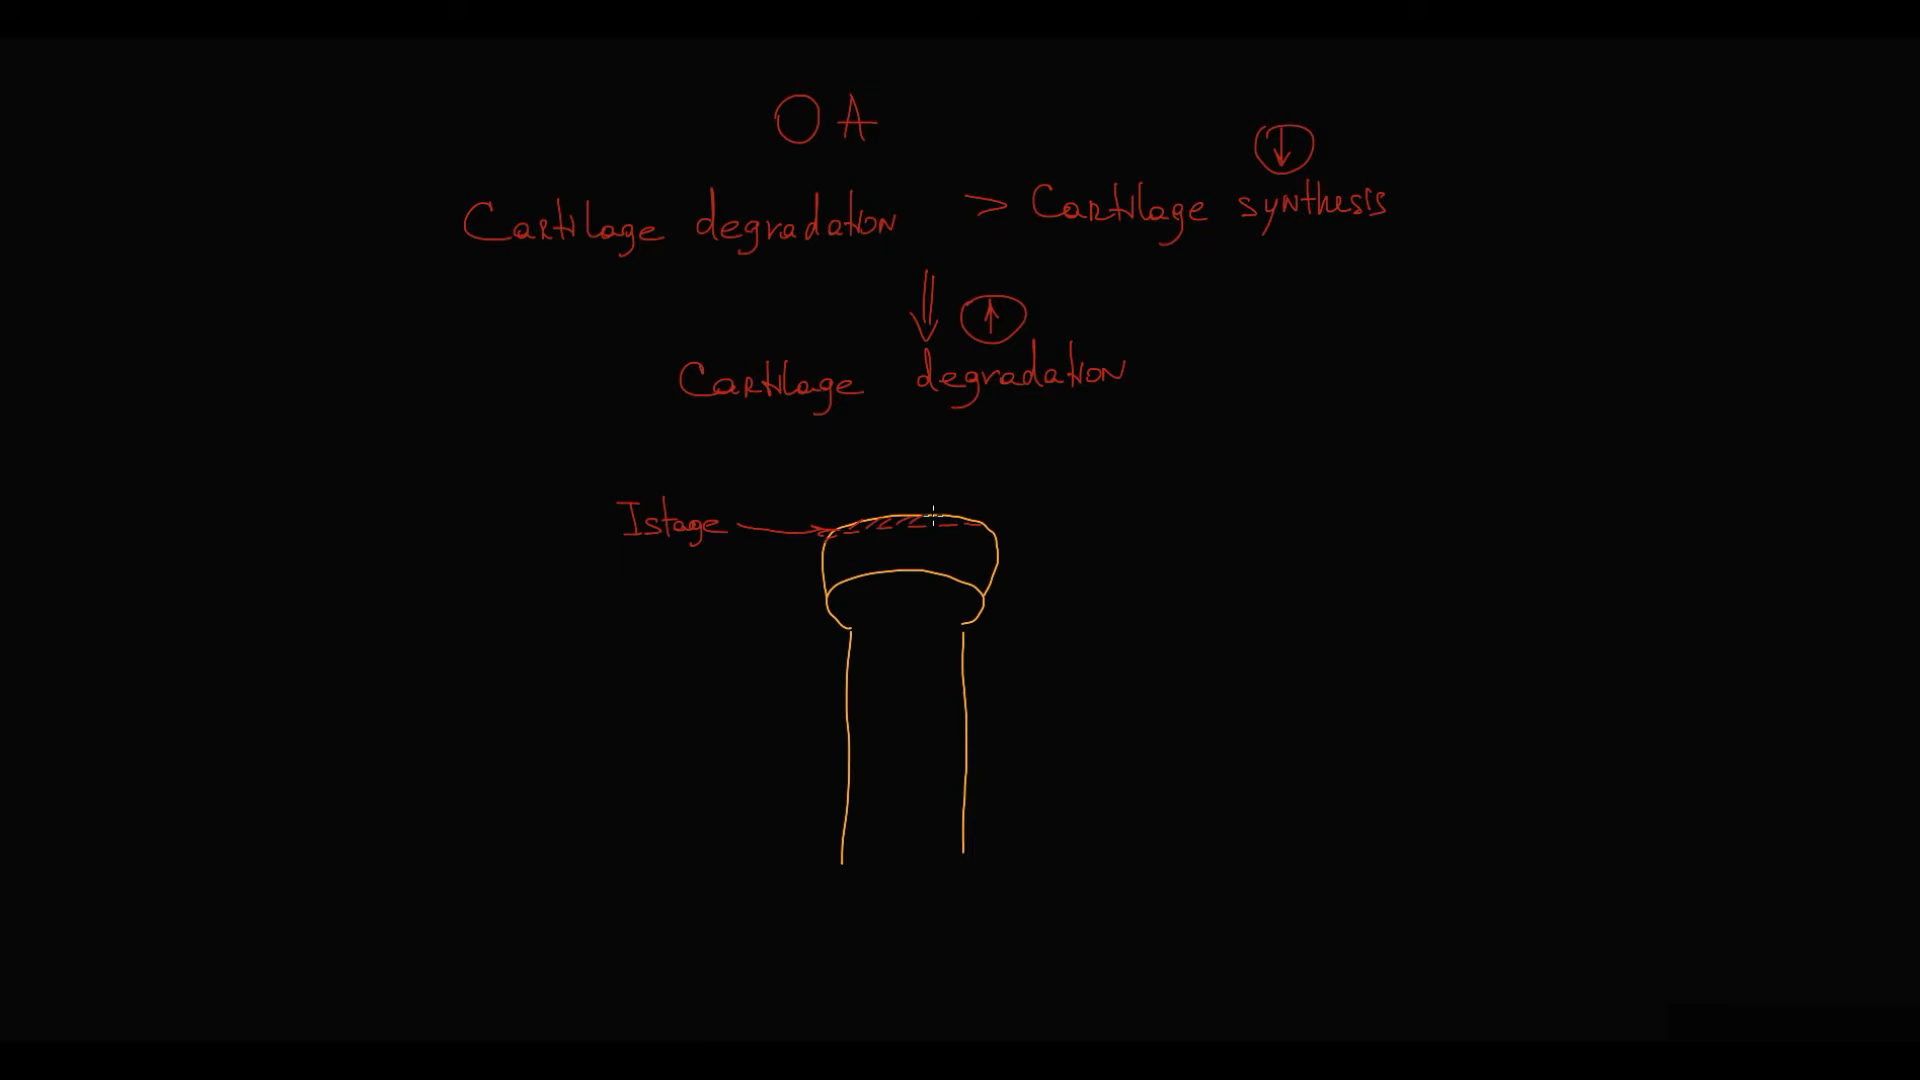 OA
Cartilage degradation > Cartilage synthesis
Cartilage degradation
I stage